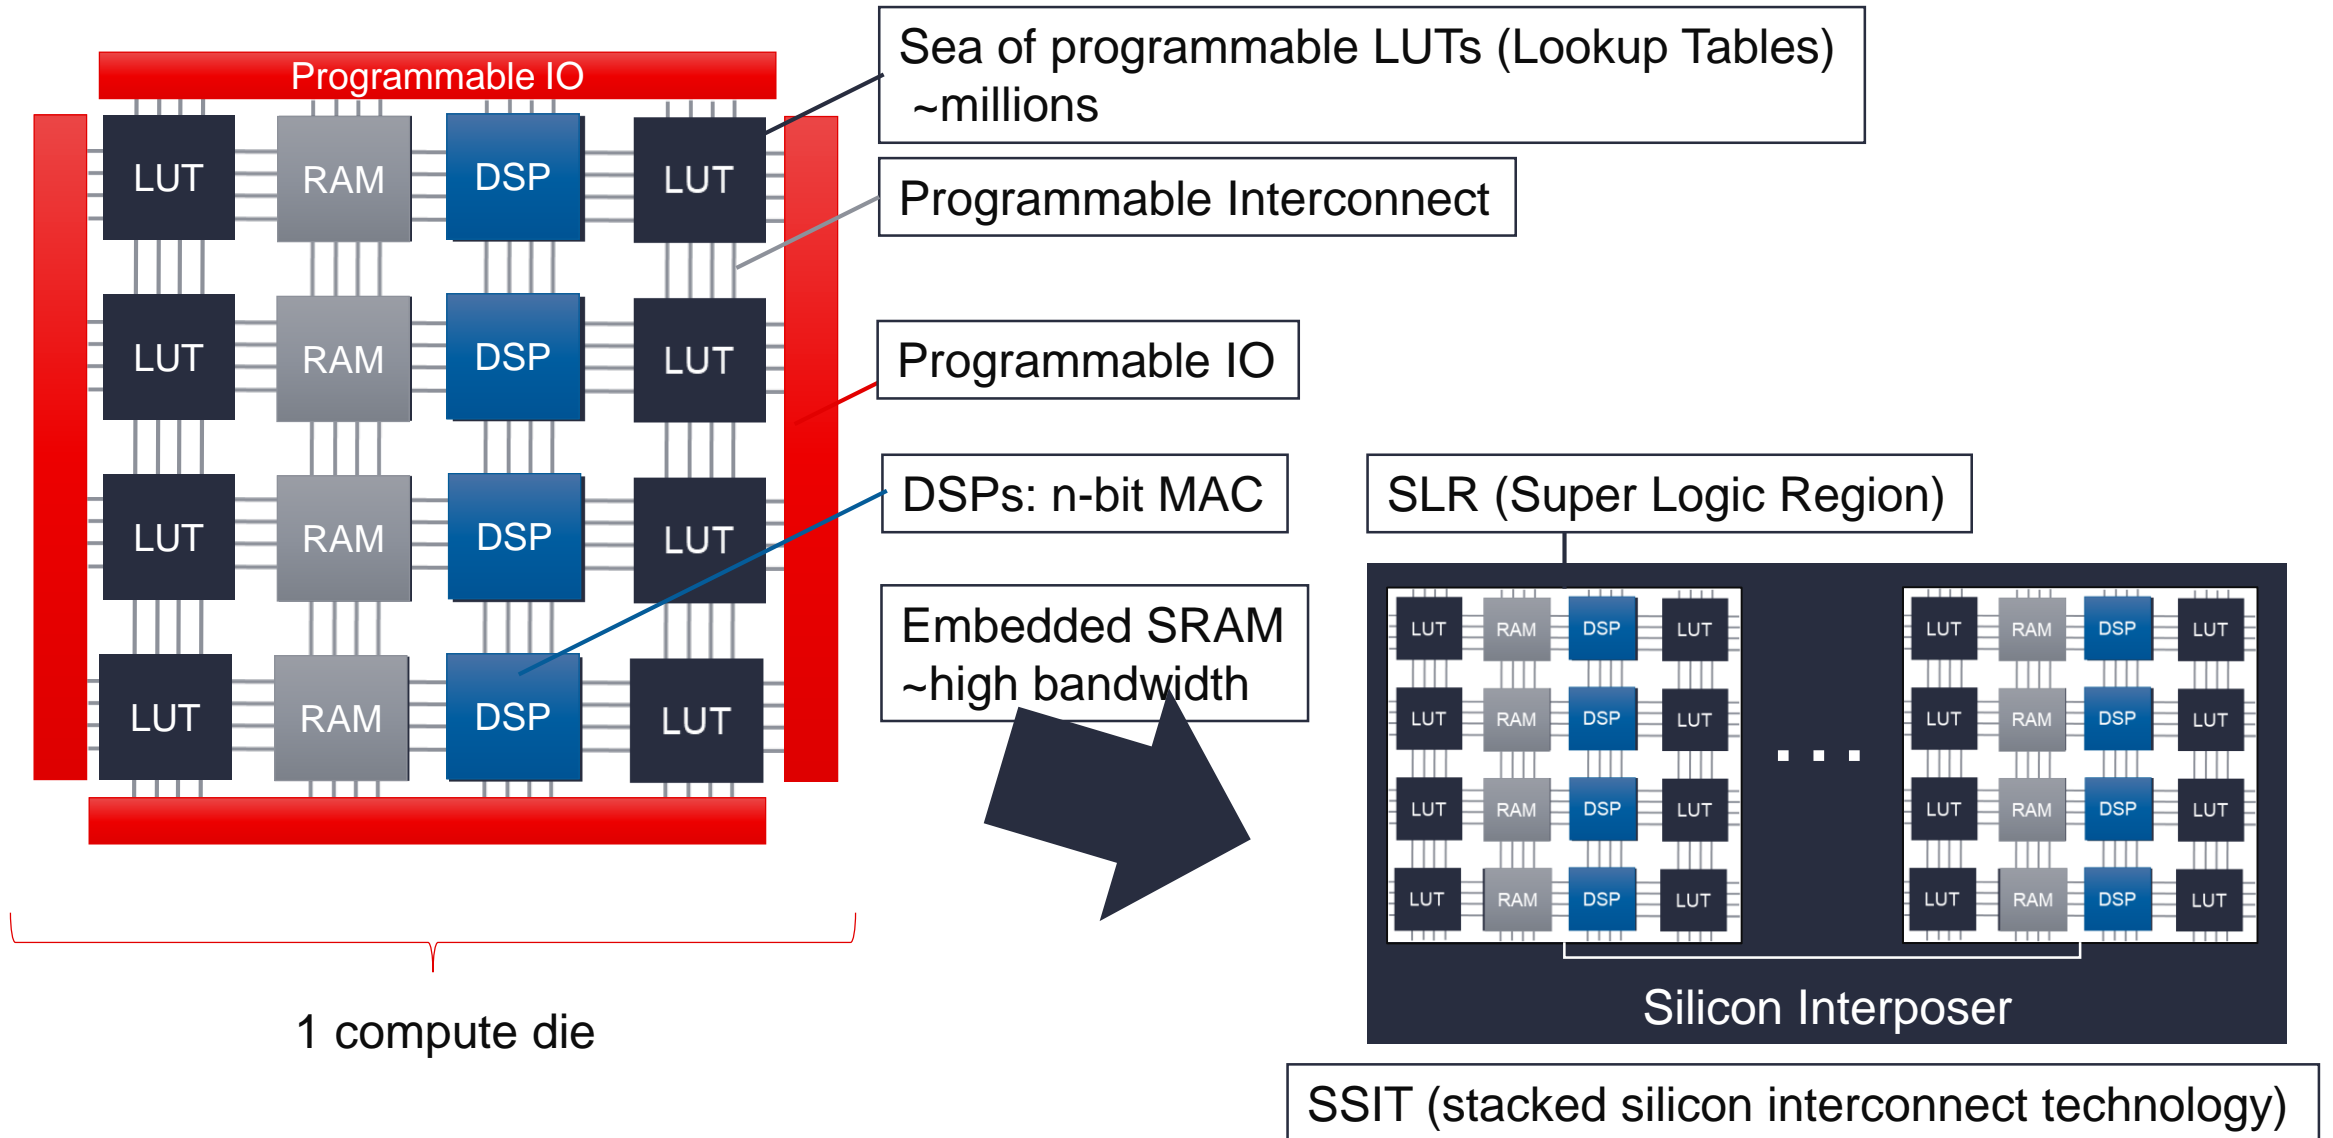 Programmable IO
LUT RAM DSP LUT
LUT RAM DSP LUT
LUT RAM DSP LUT
LUT RAM DSP LUT
1 compute die
Sea of programmable LUTs (Lookup Tables)
~millions
Programmable Interconnect
Programmable IO
DSPs: n-bit MAC
Embedded SRAM
~high bandwidth
SLR (Super Logic Region)
LUT RAM DSP LUT
LUT RAM DSP LUT
LUT RAM DSP LUT
LUT RAM DSP LUT
. . .
LUT RAM DSP LUT
LUT RAM DSP LUT
LUT RAM DSP LUT
LUT RAM DSP LUT
Silicon Interposer
SSIT (stacked silicon interconnect technology)